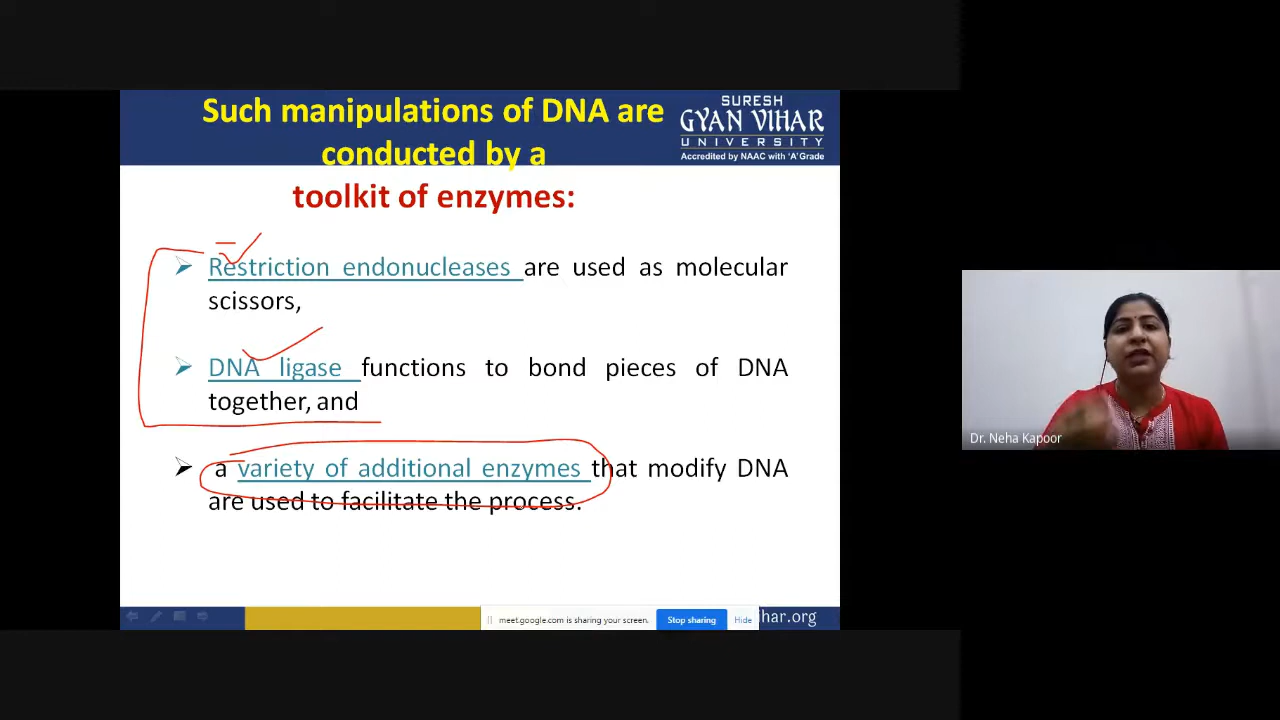 Such manipulations of DNA are
conducted by a
toolkit of enzymes:
SURESH
GYAN VIHAR
UNIVERSITY
Accredited by NAAC with 'A' Grade
Restriction endonucleases are used as molecular
scissors,
DNA ligase functions to bond pieces of DNA
together, and
a variety of additional enzymes that modify DNA
are used to facilitate the process.
Dr. Neha Kapoor
meet.google.com is sharing your screen.
Stop sharing
Hide
har.org